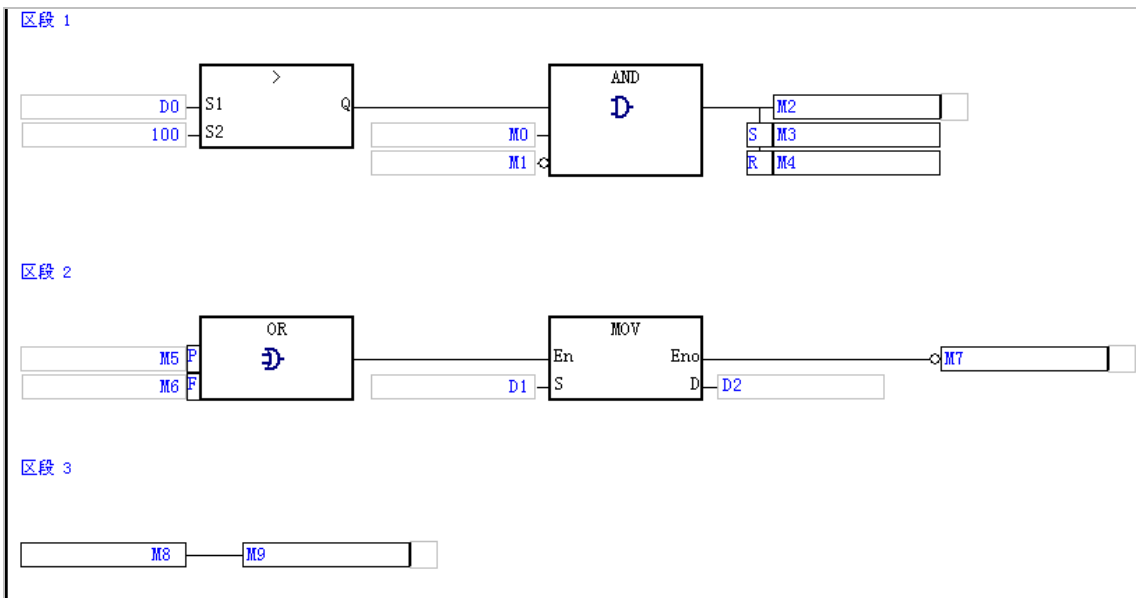 区段 1
> AND
D0 S1 Q M2
100 S2 M0 S M3
M1 R M4
区段 2
OR MOV
M5 P En Eno M7
M6 F D1 S D D2
区段 3
M8 M9